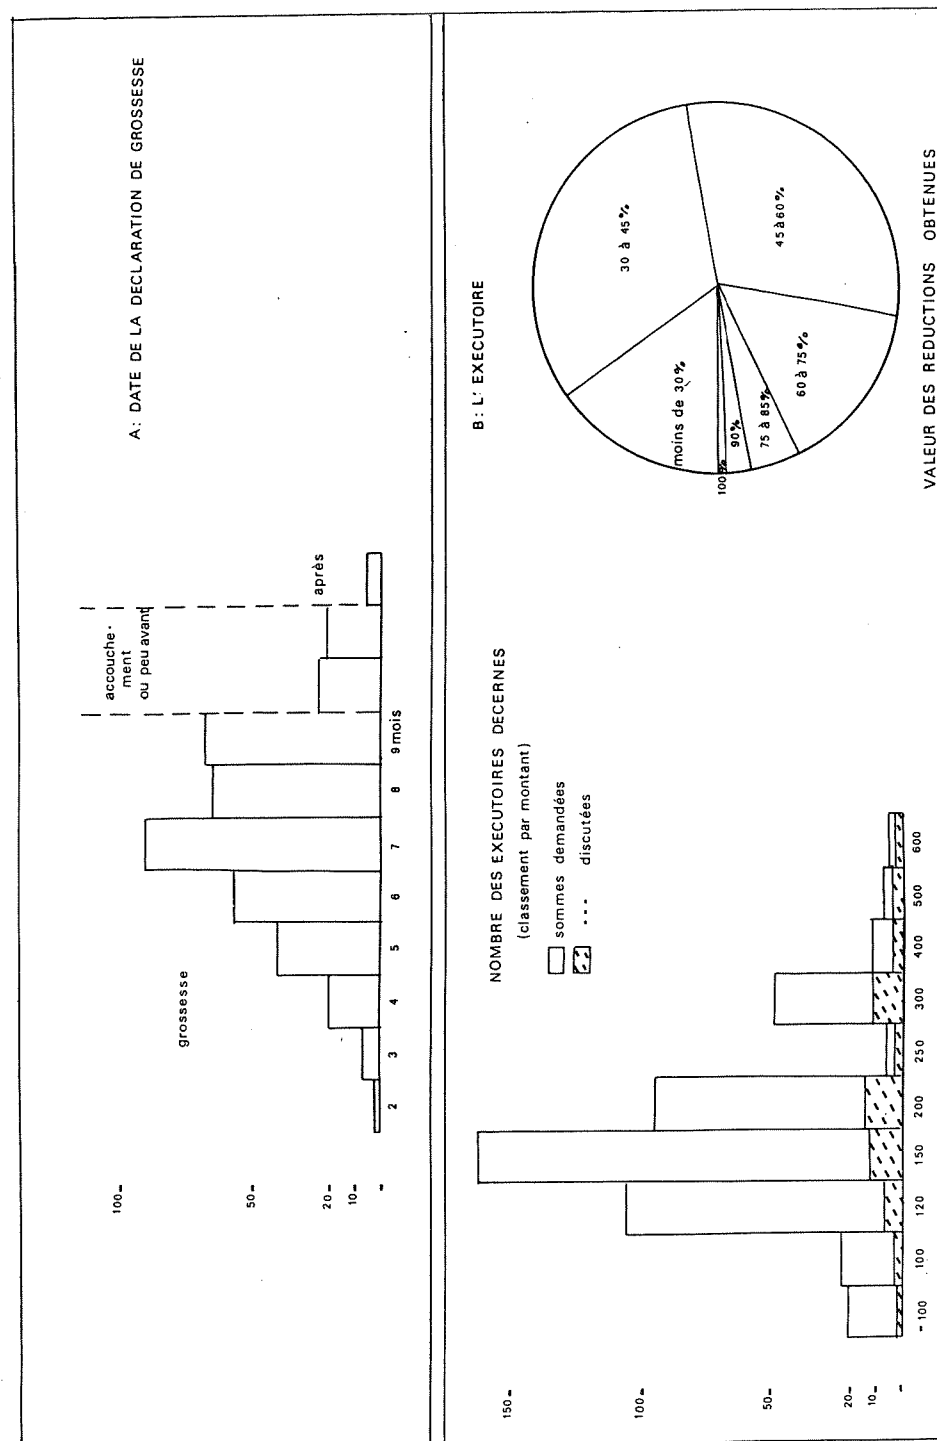 A: DATE DE LA DECLARATION DE GROSSESSE
accouche-
ment
ou peu avant
après
grossesse
100
50
20
10
2
3
4
5
6
7
8
9 mois
B: L' EXECUTOIRE
NOMBRE DES EXECUTOIRES DECERNES
(classement par montant)
sommes demandées
--- discutées
150
100
50
20
10
- 100
100
120
150
200
250
300
400
500
600
moins de 30%
30 à 45%
45 à 60%
60 à 75%
75 à 85%
90%
100%
VALEUR DES REDUCTIONS OBTENUES